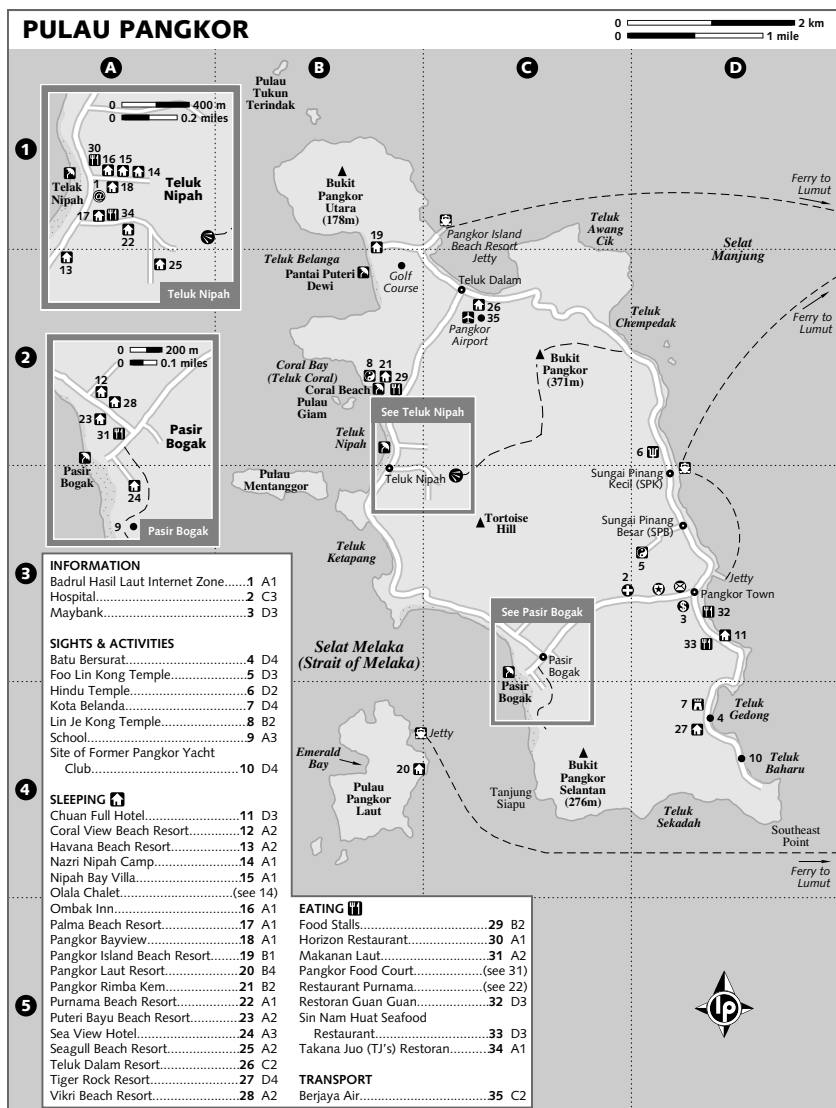 PULAU PANGKOR
0 2 km
0 1 mile
A
B
C
D
1
2
3
4
5
Pulau
Tukun
Terindak
0 400 m
0 0.2 miles
30
16 15
14
Telak
Nipah
1
18
Teluk
Nipah
17
34
22
13
25
Teluk Nipah
Bukit
Pangkor
Utara
(178m)
Ferry to
Lumut
Pangkor Island
Beach Resort
Jetty
Teluk
Awang
Cik
Selat
Manjung
19
Teluk Belanga
Pantai Puteri
Dewi
Golf
Course
Teluk Dalam
26
35
Pangkor
Airport
Teluk
Chempedak
Ferry to
Lumut
0 200 m
0 0.1 miles
12
28
23
31
Pasir
Bogak
Pasir
Bogak
24
9
Pasir Bogak
Coral Bay
(Teluk Coral)
8 21
29
Coral Beach
Pulau
Giam
Bukit
Pangkor
(371m)
See Teluk Nipah
Teluk
Nipah
Teluk Nipah
Pulau
Mentanggor
6
Sungai Pinang
Kecil (SPK)
Tortoise
Hill
Sungai Pinang
Besar (SPB)
5
Teluk
Ketapang
2
Jetty
Pangkor Town
3
32
11
33
See Pasir Bogak
Pasir
Bogak
Pasir
Bogak
Selat Melaka
(Strait of Melaka)
7
4
Teluk
Gedong
27
10
Teluk
Baharu
Jetty
Emerald
Bay
20
Pulau
Pangkor
Laut
Bukit
Pangkor
Selantan
(276m)
Tanjung
Siapu
Teluk
Sekadah
Southeast
Point
Ferry to
Lumut
INFORMATION
Badrul Hasil Laut Internet Zone......1 A1
Hospital......2 C3
Maybank......3 D3
SIGHTS & ACTIVITIES
Batu Bersurat......4 D4
Foo Lin Kong Temple......5 D3
Hindu Temple......6 D2
Kota Belanda......7 D4
Lin Je Kong Temple......8 B2
School......9 A3
Site of Former Pangkor Yacht
Club......10 D4
SLEEPING
Chuan Full Hotel......11 D3
Coral View Beach Resort......12 A2
Havana Beach Resort......13 A2
Nazri Nipah Camp......14 A1
Nipah Bay Villa......15 A1
Olala Chalet......(see 14)
Ombak Inn......16 A1
Palma Beach Resort......17 A1
Pangkor Bayview......18 A1
Pangkor Island Beach Resort......19 B1
Pangkor Laut Resort......20 B4
Pangkor Rimba Kem......21 B2
Purnama Beach Resort......22 A1
Puteri Bayu Beach Resort......23 A2
Sea View Hotel......24 A3
Seagull Beach Resort......25 A2
Teluk Dalam Resort......26 C2
Tiger Rock Resort......27 D4
Vikri Beach Resort......28 A2
EATING
Food Stalls......29 B2
Horizon Restaurant......30 A1
Makanan Laut......31 A2
Pangkor Food Court......(see 31)
Restaurant Purnama......(see 22)
Restoran Guan Guan......32 D3
Sin Nam Huat Seafood
Restaurant......33 D3
Takana Juo (TJ's) Restoran......34 A1
TRANSPORT
Berjaya Air......35 C2
lp